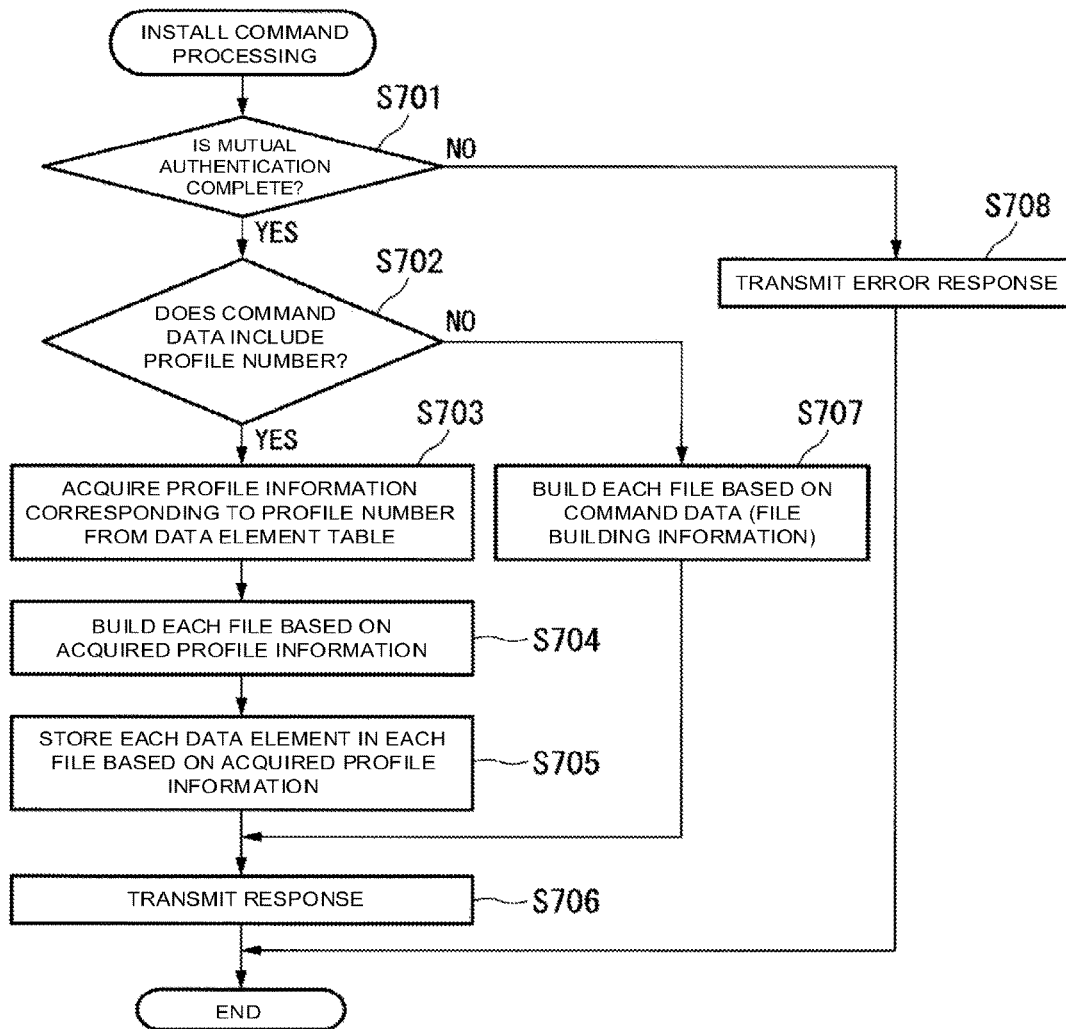 INSTALL COMMAND
PROCESSING
S701
IS MUTUAL
AUTHENTICATION
COMPLETE?
NO
YES
S708
TRANSMIT ERROR RESPONSE
S702
DOES COMMAND
DATA INCLUDE
PROFILE NUMBER?
NO
YES
S703
ACQUIRE PROFILE INFORMATION
CORRESPONDING TO PROFILE NUMBER
FROM DATA ELEMENT TABLE
S707
BUILD EACH FILE BASED ON
COMMAND DATA (FILE
BUILDING INFORMATION)
BUILD EACH FILE BASED ON
ACQUIRED PROFILE INFORMATION
S704
STORE EACH DATA ELEMENT IN EACH
FILE BASED ON ACQUIRED PROFILE
INFORMATION
S705
TRANSMIT RESPONSE
S706
END